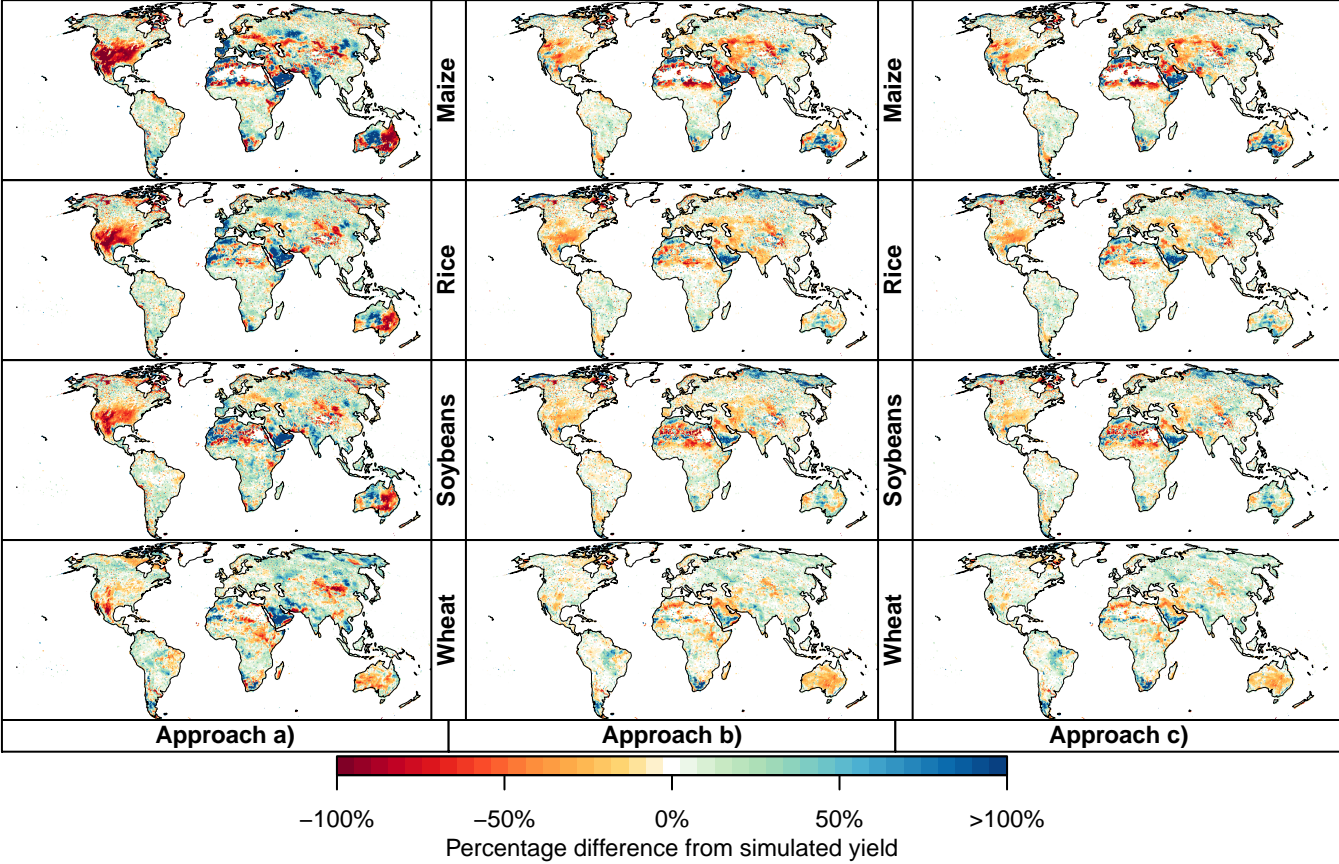 Maize
Maize
Rice
Rice
Soybeans
Soybeans
Wheat
Wheat
Approach a)
Approach b)
Approach c)
−100%
−50%
0%
50%
>100%
Percentage difference from simulated yield